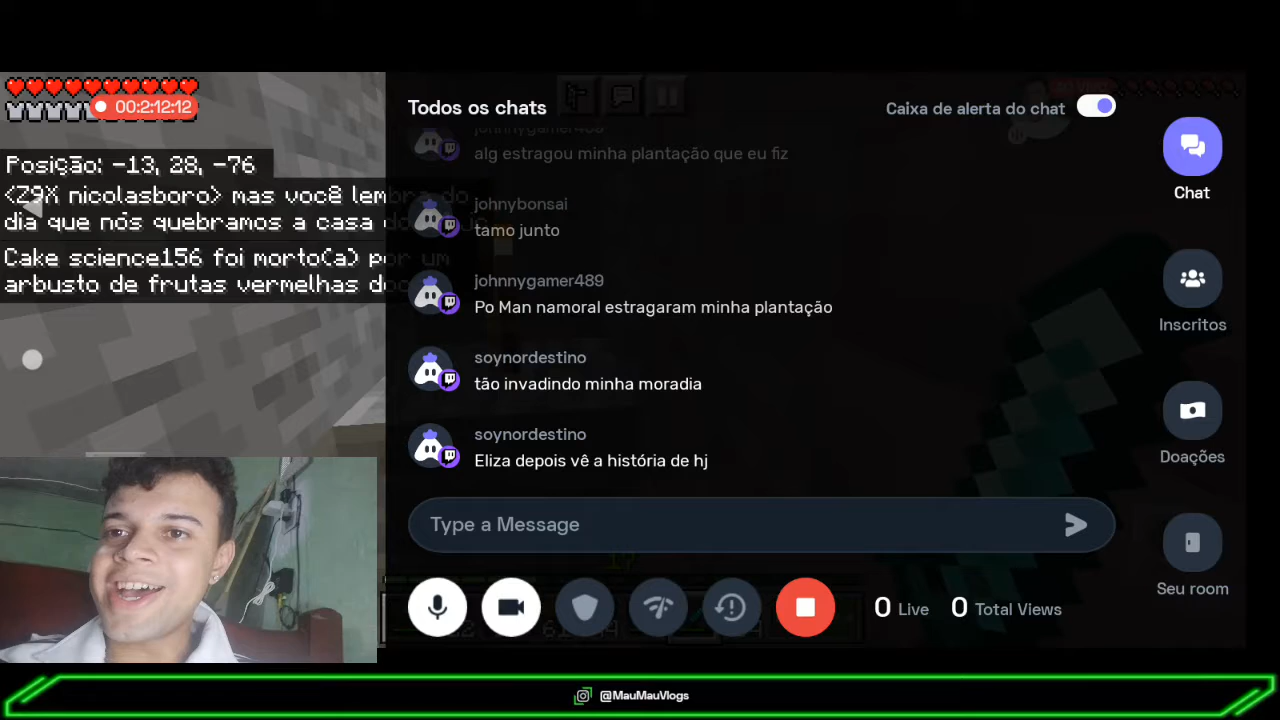 00:2:12:12
Posição: -13, 28, -76
<Z9X nicolasboro> mas você lembra do
dia que nós quebramos a casa do
Cake science156 foi morto(a) por um
arbusto de frutas vermelhas
Todos os chats
Caixa de alerta do chat
johnnygamer489
alg estragou minha plantação que eu fiz
johnybonsai
tamo junto
johnnygamer489
Po Man namoral estragaram minha plantação
soynordestino
tão invadindo minha moradia
soynordestino
Eliza depois vê a história de hj
Type a Message
0 Live 0 Total Views
Chat
Inscritos
Doações
Seu room
@MauMauVlogs